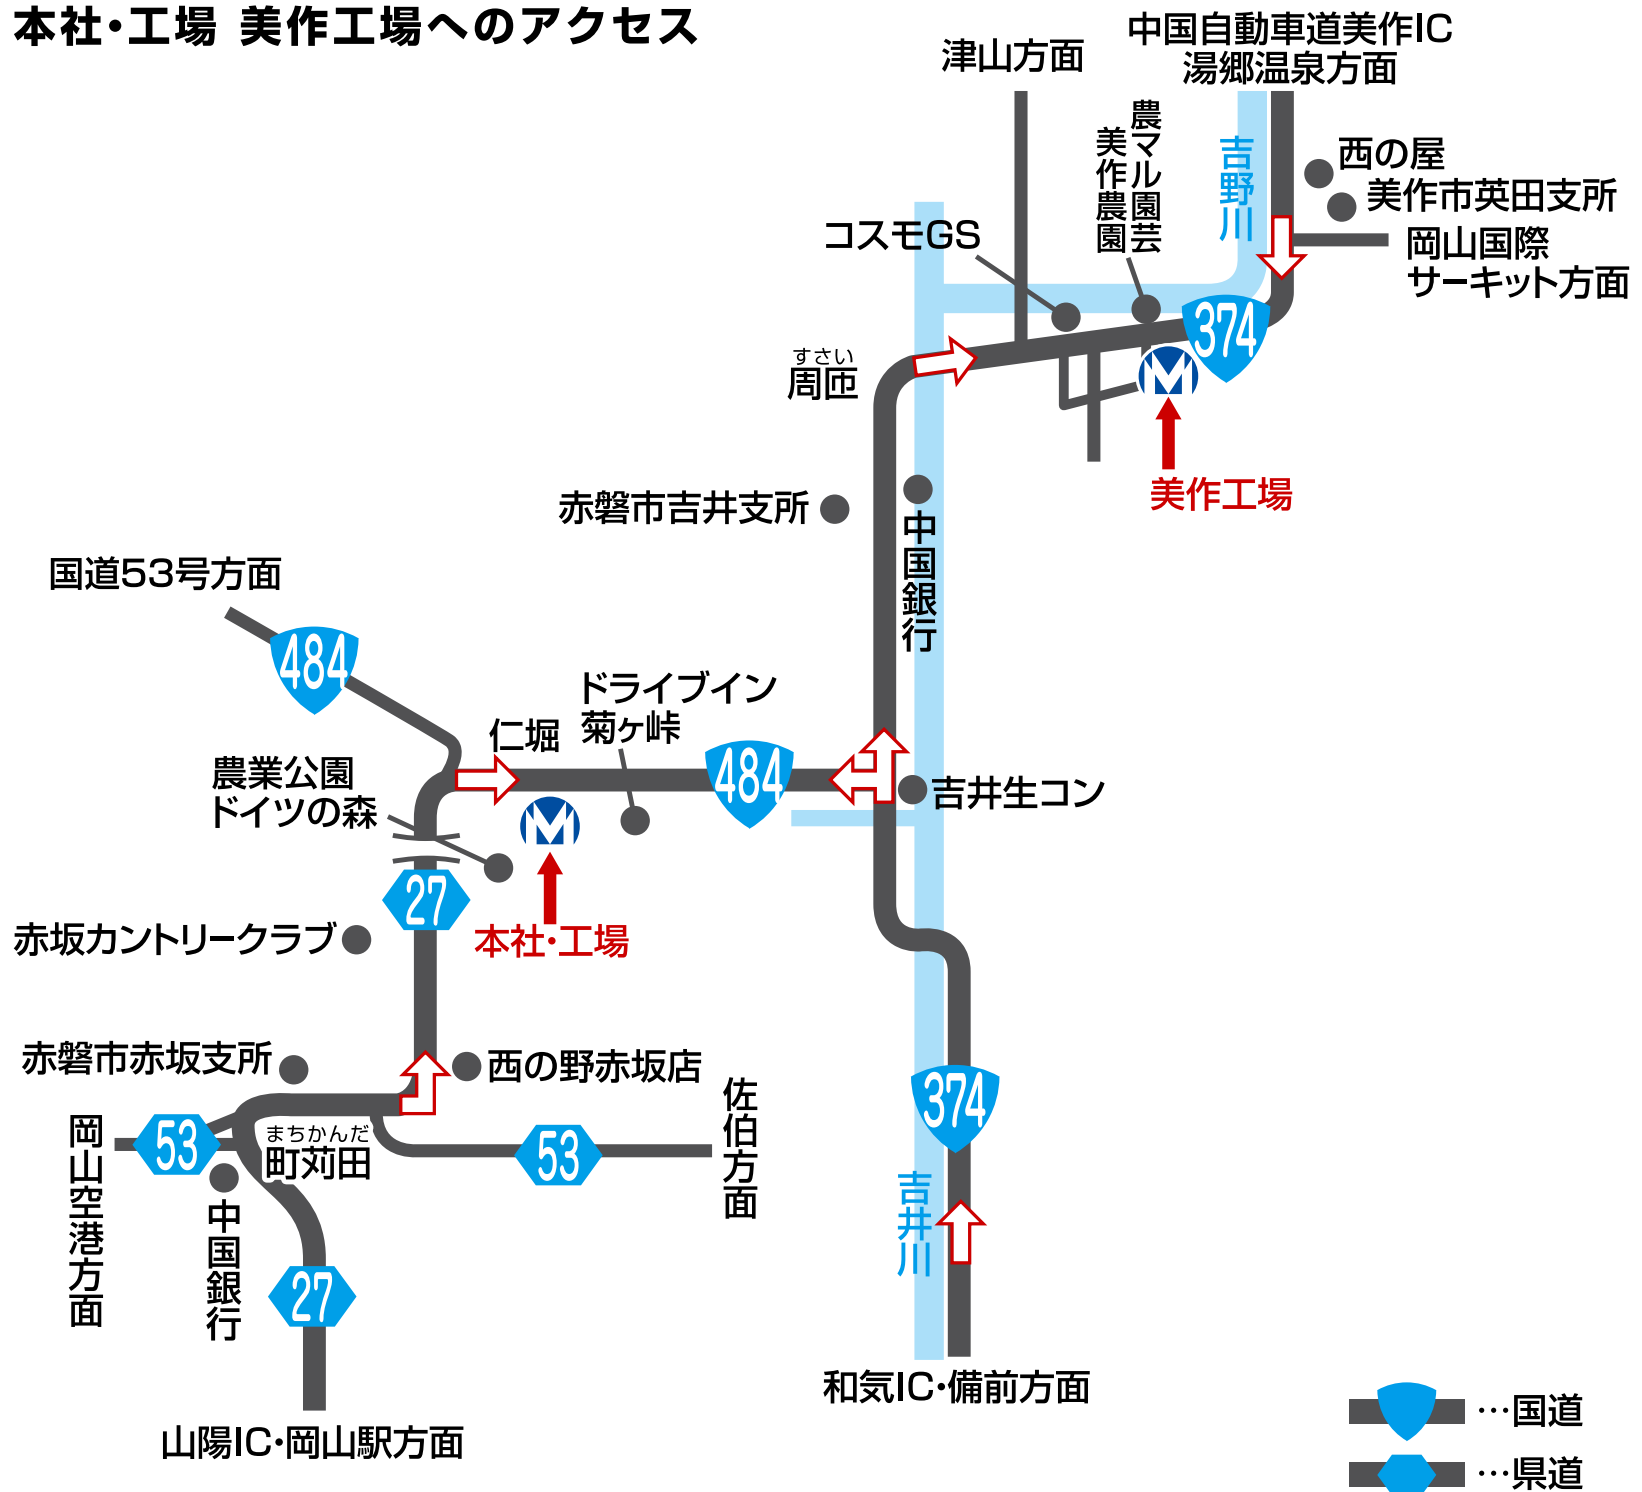 本社・工場 美作工場へのアクセス
中国自動車道美作IC
湯郷温泉方面
津山方面
農マル園芸
美作農園
吉野川
西の屋
美作市英田支所
コスモGS
岡山国際
サーキット方面
374
すさい
周匝
美作工場
赤磐市吉井支所
中国銀行
国道53号方面
484
ドライブイン
菊ヶ峠
仁堀
484
農業公園
ドイツの森
吉井生コン
27
本社・工場
赤坂カントリークラブ
赤磐市赤坂支所
西の野赤坂店
佐伯方面
374
岡山空港方面
53
まちかんだ
町苅田
53
中国銀行
吉井川
27
和気IC・備前方面
山陽IC・岡山駅方面
…国道
…県道